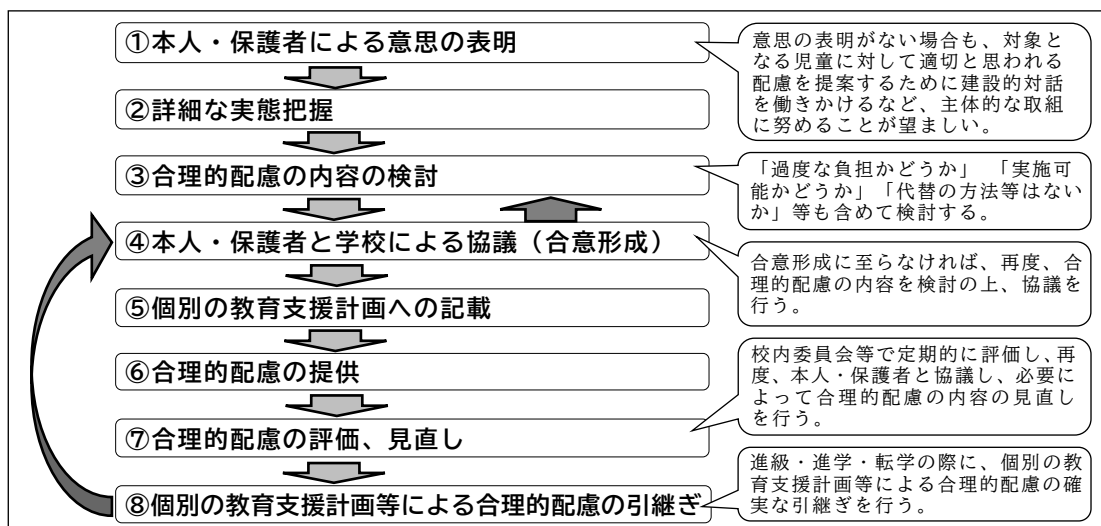 ①本人・保護者による意思の表明
意思の表明がない場合も、対象と
なる児童に対して適切と思われる
配慮を提案するために建設的対話
を働きかけるなど、主体的な取組
に努めることが望ましい。
②詳細な実態把握
③合理的配慮の内容の検討
「過度な負担かどうか」 「実施可
能かどうか」「代替の方法等はない
か」等も含めて検討する。
④本人・保護者と学校による協議（合意形成）
合意形成に至らなければ、再度、合
理的配慮の内容を検討の上、協議を
行う。
⑤個別の教育支援計画への記載
⑥合理的配慮の提供
⑦合理的配慮の評価、見直し
校内委員会等で定期的に評価し、再
度、本人・保護者と協議し、必要に
よって合理的配慮の内容の見直し
を行う。
⑧個別の教育支援計画等による合理的配慮の引継ぎ
進級・進学・転学の際に、個別の教
育支援計画等による合理的配慮の確
実な引継ぎを行う。